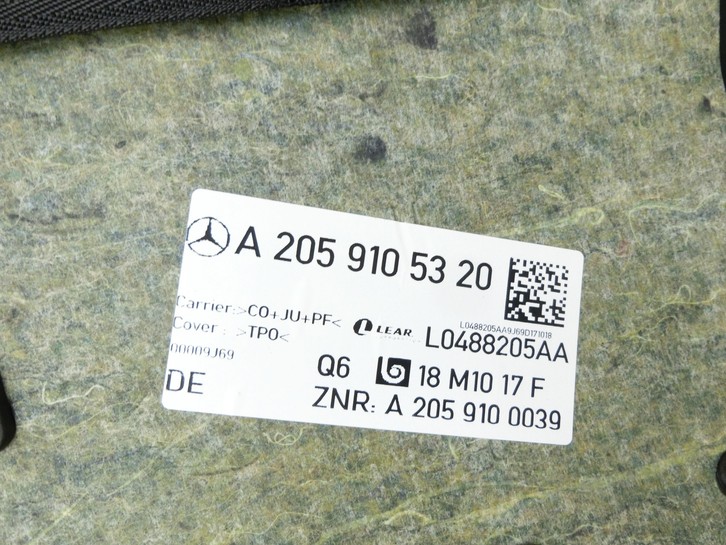 A 205 910 53 20
Carrier:>CO+JU+PF<
LEAR
L0488205AA9J69D171018
Cover : >TPO<
L0488205AA
00009J69
Q6
18 M10 17 F
DE
ZNR: A 205 910 0039